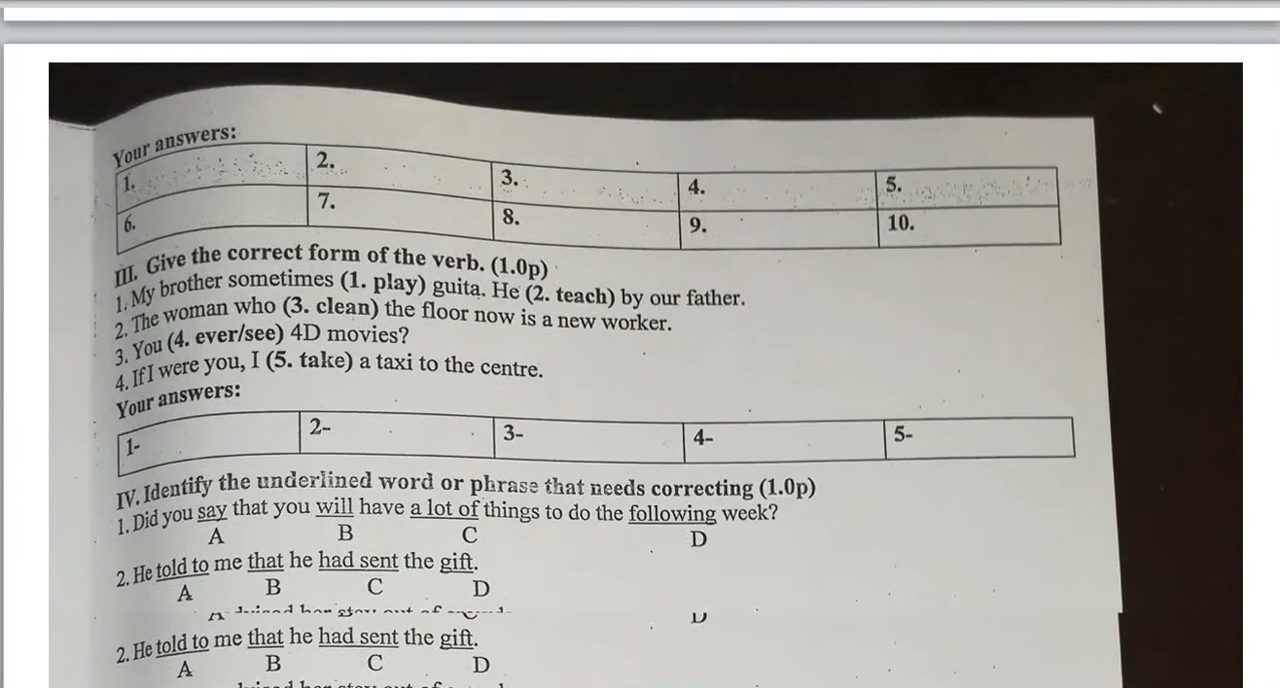 Your answers:
1. 2. 3. 4. 5.
6. 7. 8. 9. 10.
III. Give the correct form of the verb. (1.0p)
1. My brother sometimes (1. play) guita. He (2. teach) by our father.
2. The woman who (3. clean) the floor now is a new worker.
3. You (4. ever/see) 4D movies?
4. If I were you, I (5. take) a taxi to the centre.
Your answers:
1- 2- 3- 4- 5-
IV. Identify the underlined word or phrase that needs correcting (1.0p)
1. Did you say that you will have a lot of things to do the following week?
A B C D
2. He told to me that he had sent the gift.
A B C D
D
2. He told to me that he had sent the gift.
A B C D